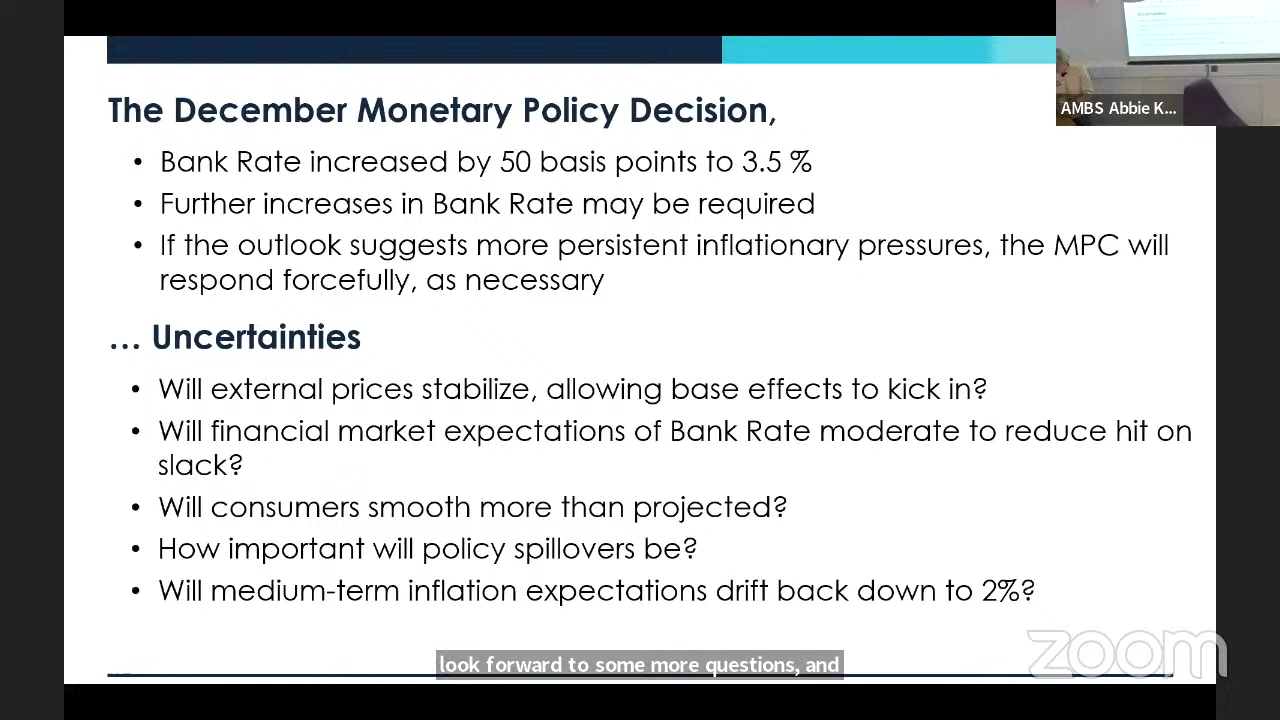 The December Monetary Policy Decision,
• Bank Rate increased by 50 basis points to 3.5 %
• Further increases in Bank Rate may be required
• If the outlook suggests more persistent inflationary pressures, the MPC will
respond forcefully, as necessary
... Uncertainties
• Will external prices stabilize, allowing base effects to kick in?
• Will financial market expectations of Bank Rate moderate to reduce hit on
slack?
• Will consumers smooth more than projected?
• How important will policy spillovers be?
• Will medium-term inflation expectations drift back down to 2%?
AMBS Abbie K...
zoom
look forward to some more questions, and